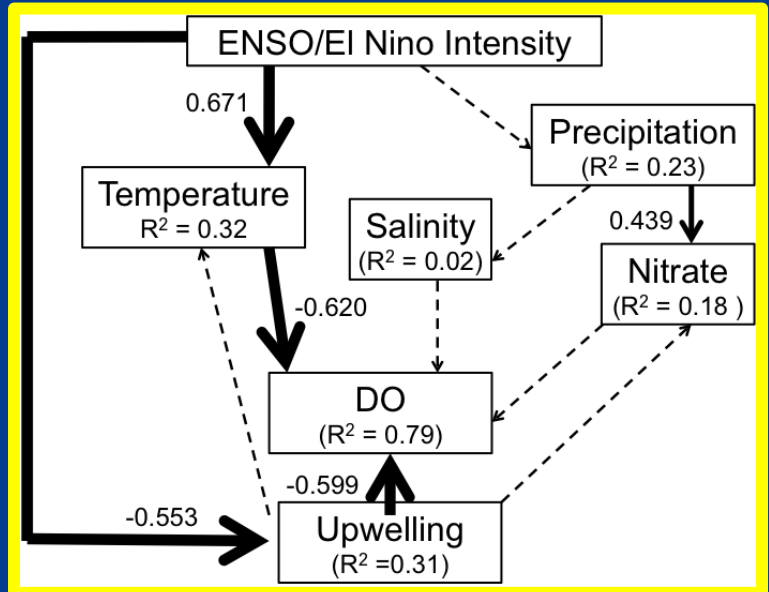 ENSO/El Nino Intensity
0.671
Precipitation
(R² = 0.23)
Temperature
R² = 0.32
Salinity
(R² = 0.02)
0.439
Nitrate
(R² = 0.18 )
-0.620
DO
(R² = 0.79)
-0.599
-0.553
Upwelling
(R² =0.31)